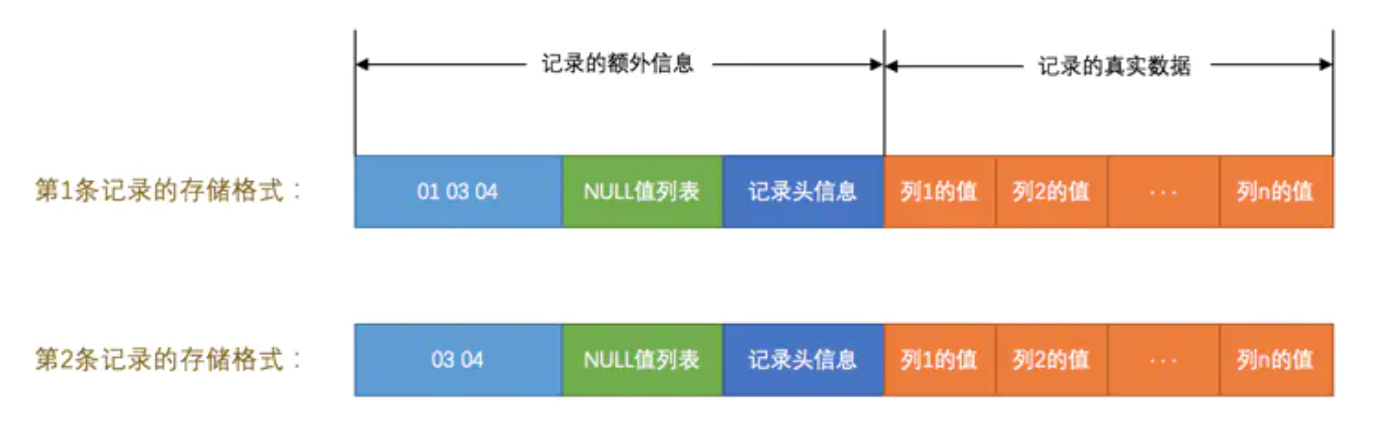 记录的额外信息 记录的真实数据
第1条记录的存储格式： 01 03 04 NULL值列表 记录头信息 列1的值 列2的值 ... 列n的值
第2条记录的存储格式： 03 04 NULL值列表 记录头信息 列1的值 列2的值 ... 列n的值